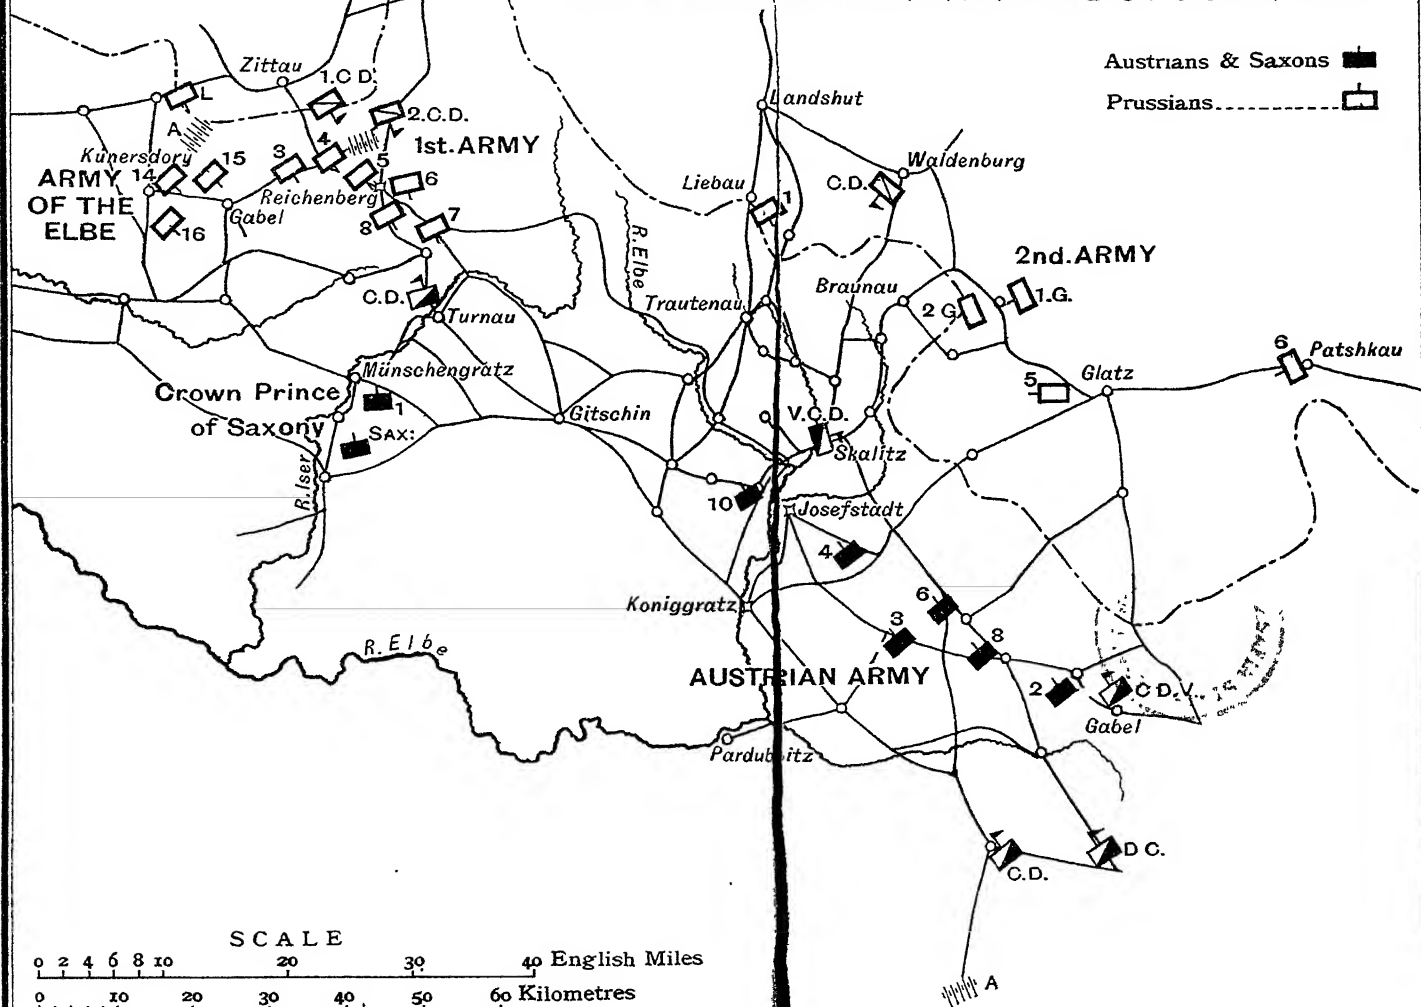 Austrians & Saxons
Prussians
Zittau
1.C D.
L
2.C.D.
Landshut
A
1st. ARMY
4
Kunersdory
15
3
5
Waldenburg
14
ARMY
OF THE
ELBE
6
Liebau
C.D.
1
Reichenberg
Gabel
8
7
16
R.Elbe
2nd. ARMY
C.D.
Trautenau
Braunau
2 G
1.G.
Turnau
6
Patshkau
Münschengratz
5
Glatz
Crown Prince
of Saxony
1
Gitschin
V.C.D.
SAX:
Skalitz
R.Iser
10
Josefstadt
4
Koniggratz
6
3
8
R.Elbe
AUSTRIAN ARMY
2
C D.
Gabel
Pardubitz
C.D.
D C.
A
SCALE
0 2 4 6 8 10 20 30 40 English Miles
0 10 20 30 40 50 60 Kilometres